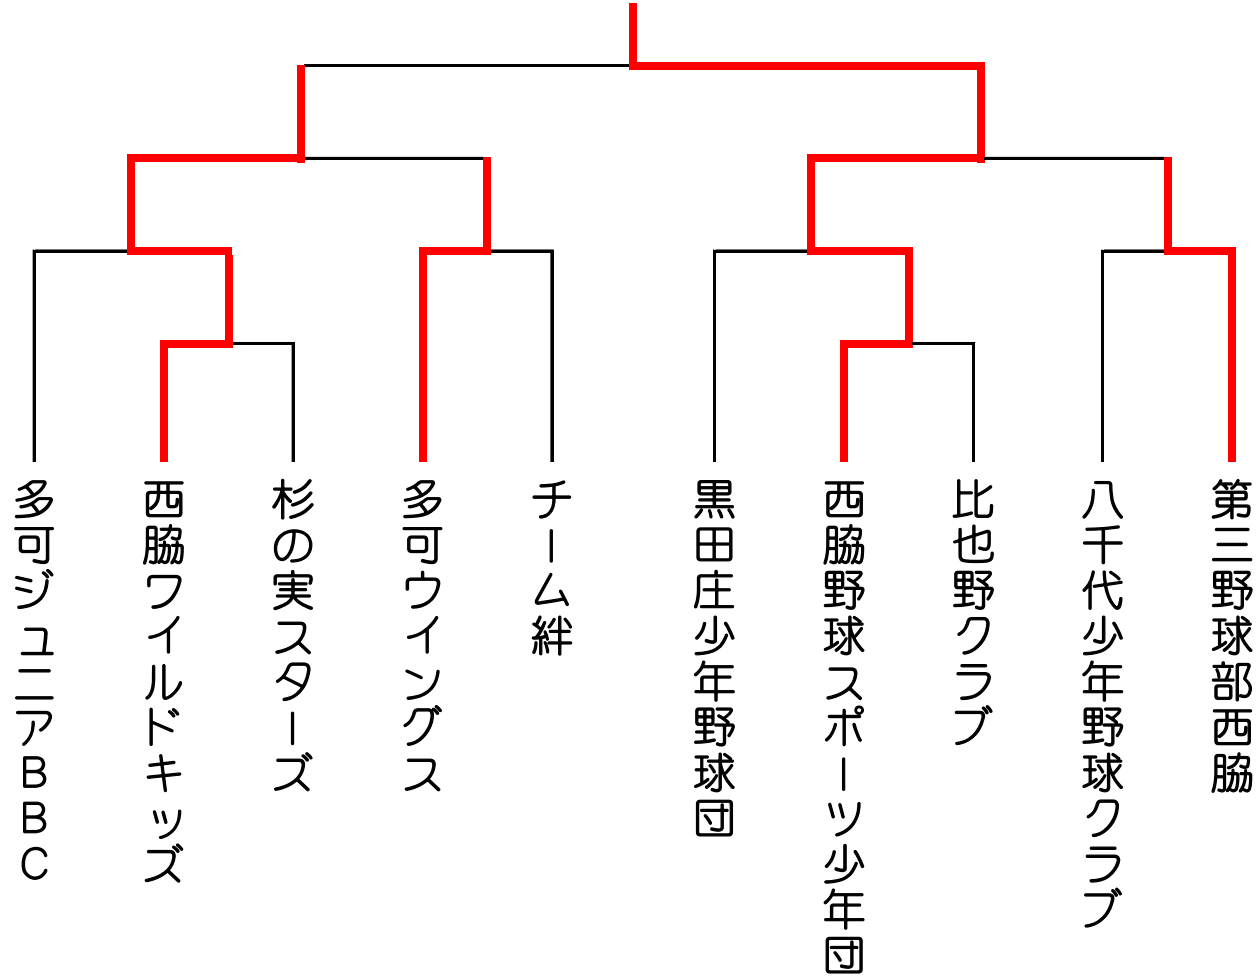 多可ジュニアＢＢＣ
西脇ワイルドキッズ
杉の実スターズ
多可ウイングス
チーム絆
黒田庄少年野球団
西脇野球スポーツ少年団
比也野クラブ
八千代少年野球クラブ
第三野球部西脇